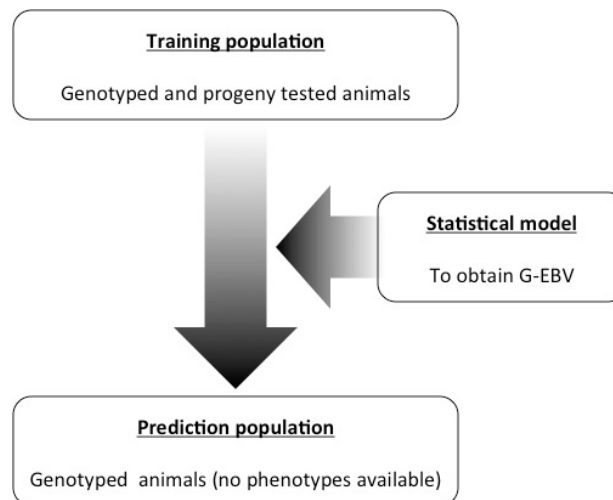 Training population
Genotyped and progeny tested animals
Statistical model
To obtain G-EBV
Prediction population
Genotyped animals (no phenotypes available)